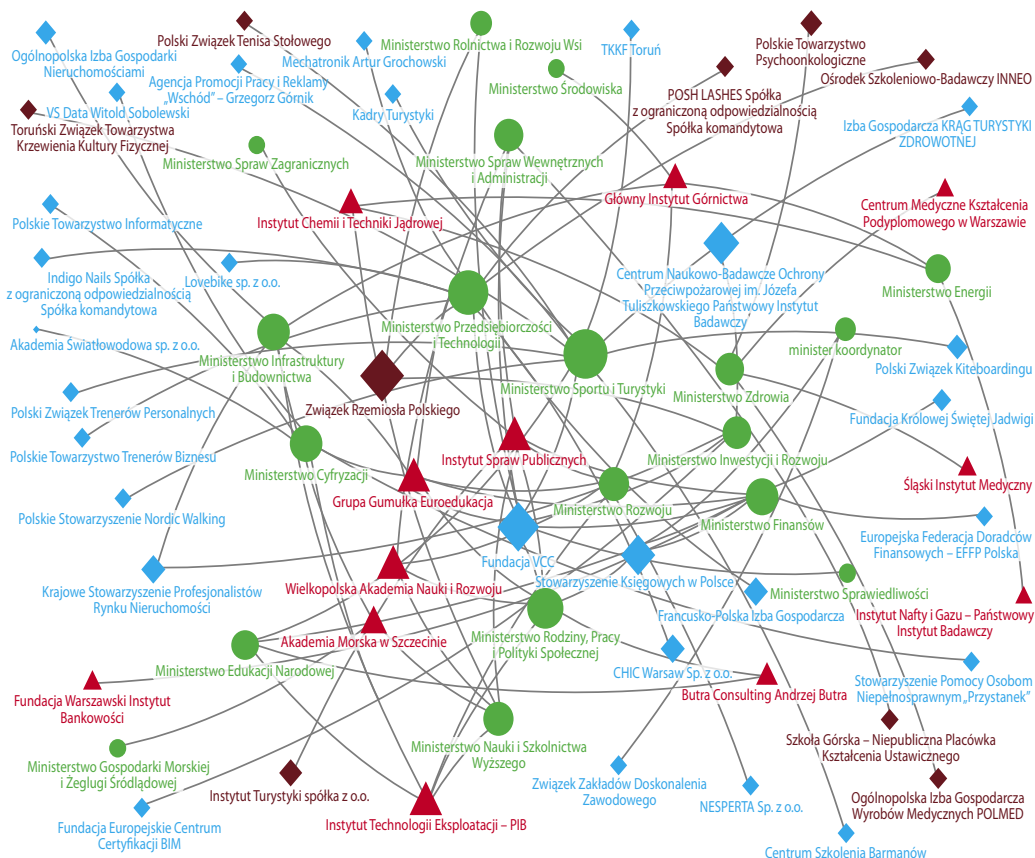 Ogólnopolska Izba Gospodarki
Nieruchomościami
Polski Związek Tenisa Stołowego
Mechatronik Artur Grochowski
Ministerstwo Rolnictwa i Rozwoju Wsi
TKKF Toruń
Polskie Towarzystwo
Psychoonkologiczne
Ośrodek Szkoleniowo-Badawczy INNEO
Agencja Promocji Pracy i Reklamy
„Wschód” – Grzegorz Górnik
Ministerstwo Środowiska
POSH LASHES Spółka
z ograniczoną odpowiedzialnością
Spółka komandytowa
VS Data Witold Sobolewski
Kadry Turystyki
Izba Gospodarcza KRĄG TURYSTYKI
ZDROWOTNEJ
Toruński Związek Towarzystwa
Krzewienia Kultury Fizycznej
Ministerstwo Spraw Zagranicznych
Ministerstwo Spraw Wewnętrznych
i Administracji
Główny Instytut Górnictwa
Centrum Medyczne Kształcenia
Podyplomowego w Warszawie
Polskie Towarzystwo Informatyczne
Instytut Chemii i Techniki Jądrowej
Indigo Nails Spółka
z ograniczoną odpowiedzialnością
Spółka komandytowa
Lovebike sp. z o.o.
Centrum Naukowo-Badawcze Ochrony
Przeciwpożarowej im. Józefa
Tuliszkowskiego Państwowy Instytut
Badawczy
Ministerstwo Energii
Akademia Światłowodowa sp. z o.o.
Ministerstwo Infrastruktury
i Budownictwa
Ministerstwo Przedsiębiorczości
i Technologii
minister koordynator
Polski Związek Kiteboardingu
Ministerstwo Sportu i Turystyki
Ministerstwo Zdrowia
Polski Związek Trenerów Personalnych
Związek Rzemiosła Polskiego
Fundacja Królowej Świętej Jadwigi
Polskie Towarzystwo Trenerów Biznesu
Ministerstwo Cyfryzacji
Instytut Spraw Publicznych
Ministerstwo Inwestycji i Rozwoju
Śląski Instytut Medyczny
Grupa Gumułka Euroedukacja
Ministerstwo Rozwoju
Ministerstwo Finansów
Polskie Stowarzyszenie Nordic Walking
Europejska Federacja Doradców
Finansowych – EFFP Polska
Fundacja VCC
Stowarzyszenie Księgowych w Polsce
Krajowe Stowarzyszenie Profesjonalistów
Rynku Nieruchomości
Wielkopolska Akademia Nauki i Rozwoju
Ministerstwo Sprawiedliwości
Francusko-Polska Izba Gospodarcza
Instytut Nafty i Gazu – Państwowy
Instytut Badawczy
Akademia Morska w Szczecinie
Ministerstwo Rodziny, Pracy
i Polityki Społecznej
Ministerstwo Edukacji Narodowej
CHIC Warsaw Sp. z o.o.
Butra Consulting Andrzej Butra
Stowarzyszenie Pomocy Osobom
Niepełnosprawnym „Przystanek”
Fundacja Warszawski Instytut
Bankowości
Ministerstwo Nauki i Szkolnictwa
Wyższego
Szkoła Górska – Niepubliczna Placówka
Kształcenia Ustawicznego
Ministerstwo Gospodarki Morskiej
i Żeglugi Śródlądowej
Instytut Turystyki spółka z o.o.
Związek Zakładów Doskonalenia
Zawodowego
NESPERTA Sp. z o.o.
Ogólnopolska Izba Gospodarcza
Wyrobów Medycznych POLMED
Fundacja Europejskie Centrum
Certyfikacji BIM
Instytut Technologii Eksploatacji – PIB
Centrum Szkolenia Barmanów